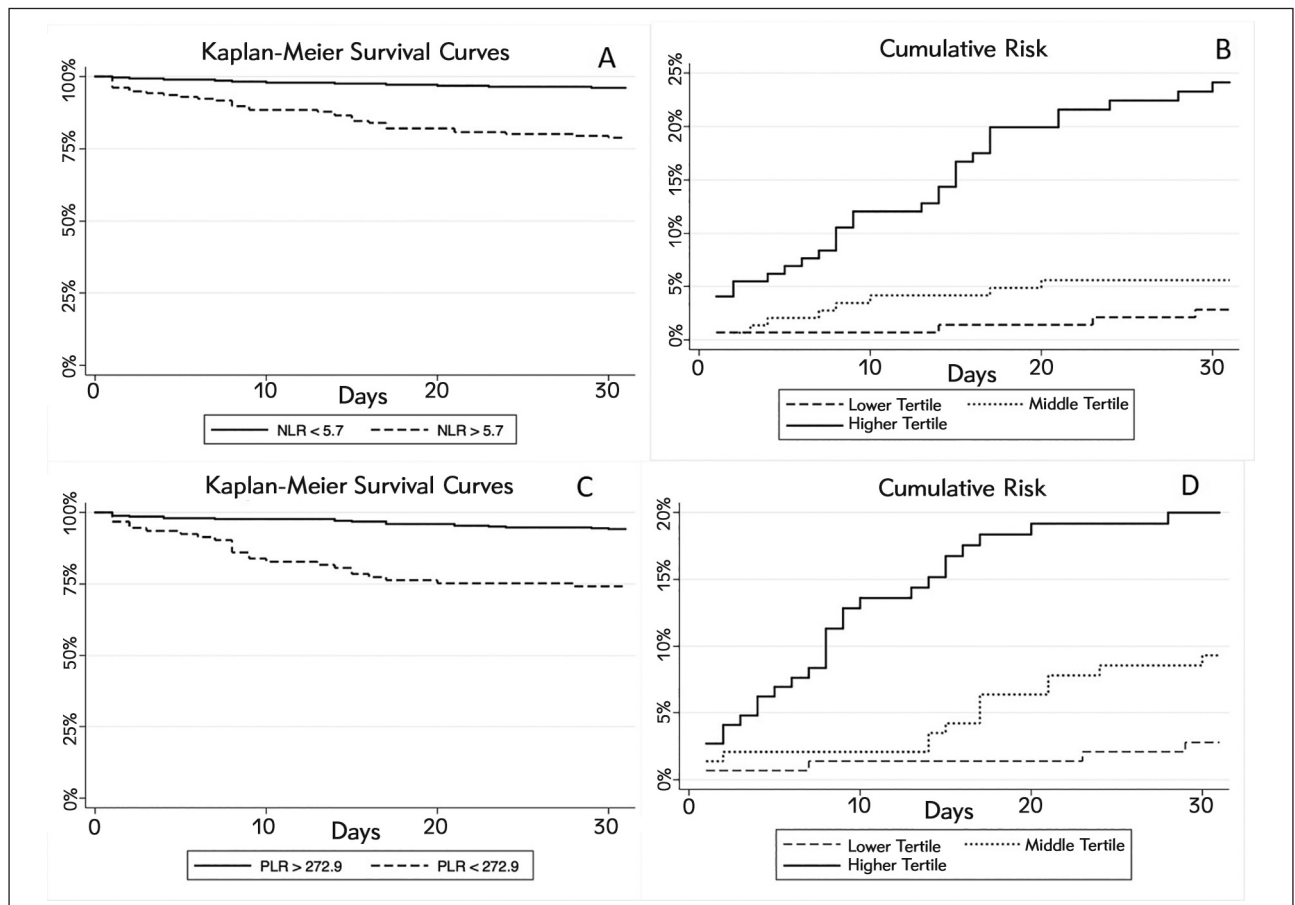 Kaplan-Meier Survival Curves
A
100%
75%
50%
25%
0%
0
10
20
30
Days
NLR < 5.7
NLR > 5.7
Cumulative Risk
B
25%
20%
15%
10%
5%
0%
0
10
20
30
Days
Lower Tertile
Middle Tertile
Higher Tertile
Kaplan-Meier Survival Curves
C
100%
75%
50%
25%
0%
0
10
20
30
Days
PLR > 272.9
PLR < 272.9
Cumulative Risk
D
20%
15%
10%
5%
0%
0
10
20
30
Days
Lower Tertile
Middle Tertile
Higher Tertile